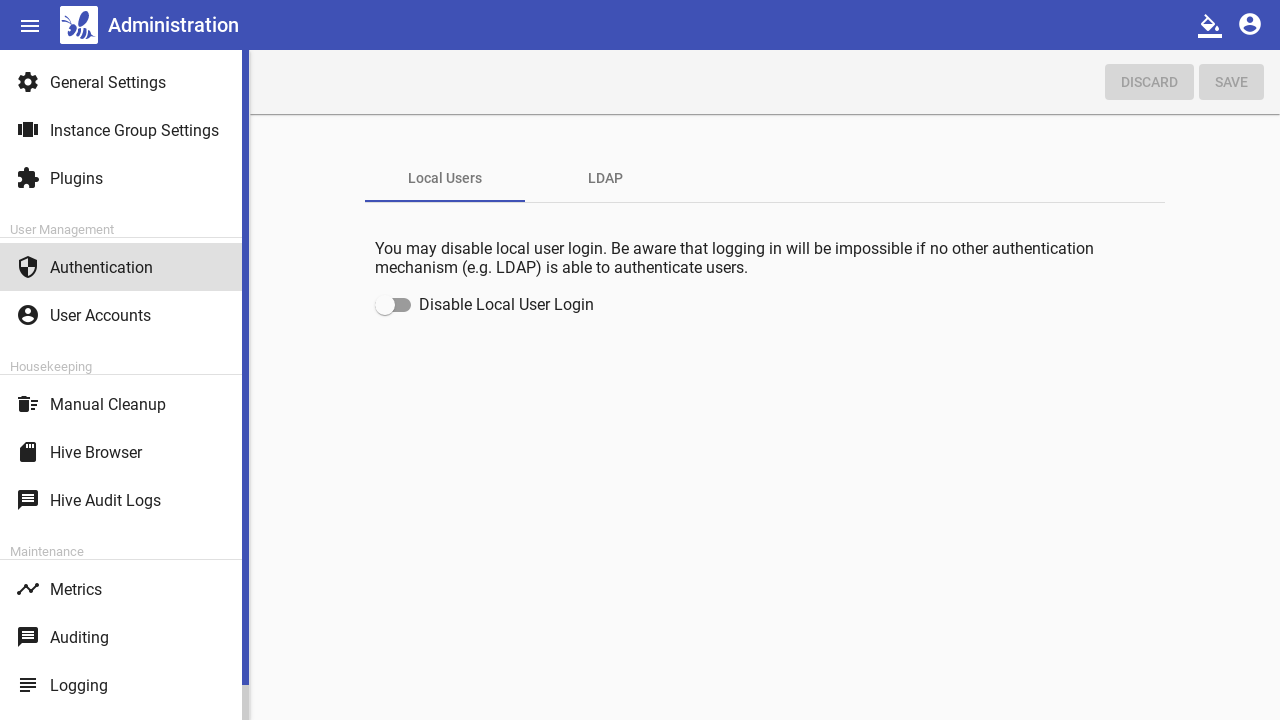 Administration
General Settings
Instance Group Settings
Plugins
User Management
Authentication
User Accounts
Housekeeping
Manual Cleanup
Hive Browser
Hive Audit Logs
Maintenance
Metrics
Auditing
Logging
DISCARD SAVE
Local Users LDAP
You may disable local user login. Be aware that logging in will be impossible if no other authentication
mechanism (e.g. LDAP) is able to authenticate users.
Disable Local User Login